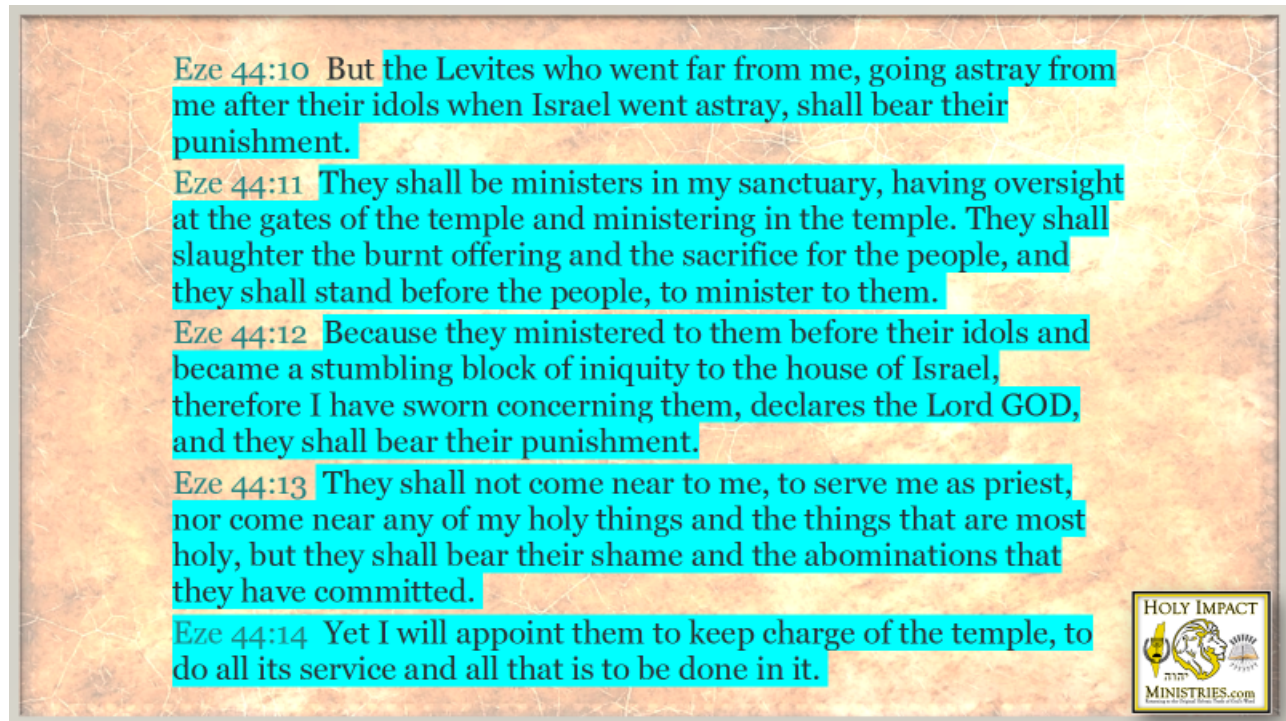 Eze 44:10 But the Levites who went far from me, going astray from
me after their idols when Israel went astray, shall bear their
punishment.
Eze 44:11 They shall be ministers in my sanctuary, having oversight
at the gates of the temple and ministering in the temple. They shall
slaughter the burnt offering and the sacrifice for the people, and
they shall stand before the people, to minister to them.
Eze 44:12 Because they ministered to them before their idols and
became a stumbling block of iniquity to the house of Israel,
therefore I have sworn concerning them, declares the Lord GOD,
and they shall bear their punishment.
Eze 44:13 They shall not come near to me, to serve me as priest,
nor come near any of my holy things and the things that are most
holy, but they shall bear their shame and the abominations that
they have committed.
Eze 44:14 Yet I will appoint them to keep charge of the temple, to
do all its service and all that is to be done in it.
HOLY IMPACT
יהוה
MINISTRIES.com